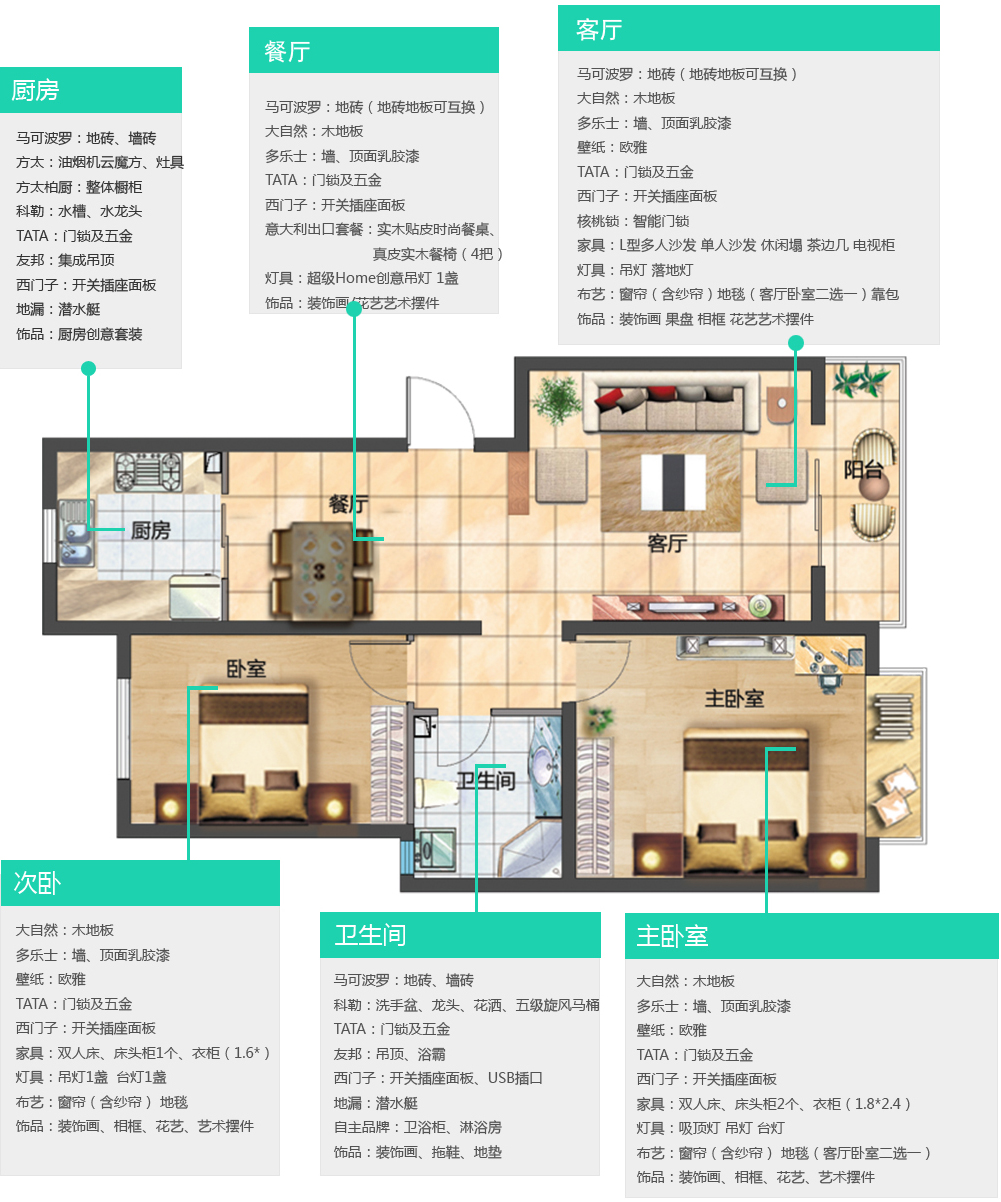 厨房
马可波罗：地砖、墙砖
方太：油烟机云魔方、灶具
方太柏厨：整体橱柜
科勒：水槽、水龙头
TATA：门锁及五金
友邦：集成吊顶
西门子：开关插座面板
地漏：潜水艇
饰品：厨房创意套装
餐厅
马可波罗：地砖（地砖地板可互换）
大自然：木地板
多乐士：墙、顶面乳胶漆
TATA：门锁及五金
西门子：开关插座面板
意大利出口套餐：实木贴皮时尚餐桌、
真皮实木餐椅（4把）
灯具：超级Home创意吊灯 1盏
饰品：装饰画 花艺艺术摆件
客厅
马可波罗：地砖（地砖地板可互换）
大自然：木地板
多乐士：墙、顶面乳胶漆
壁纸：欧雅
TATA：门锁及五金
西门子：开关插座面板
核桃锁：智能门锁
家具：L型多人沙发 单人沙发 休闲塌 茶边几 电视柜
灯具：吊灯 落地灯
布艺：窗帘（含纱帘）地毯（客厅卧室二选一）靠包
饰品：装饰画 果盘 相框 花艺艺术摆件
厨房
餐厅
客厅
阳台
卧室
卫生间
主卧室
次卧
大自然：木地板
多乐士：墙、顶面乳胶漆
壁纸：欧雅
TATA：门锁及五金
西门子：开关插座面板
家具：双人床、床头柜1个、衣柜（1.6*）
灯具：吊灯1盏 台灯1盏
布艺：窗帘（含纱帘） 地毯
饰品：装饰画、相框、花艺、艺术摆件
卫生间
马可波罗：地砖、墙砖
科勒：洗手盆、龙头、花洒、五级旋风马桶
TATA：门锁及五金
友邦：吊顶、浴霸
西门子：开关插座面板、USB插口
地漏：潜水艇
自主品牌：卫浴柜、淋浴房
饰品：装饰画、拖鞋、地垫
主卧室
大自然：木地板
多乐士：墙、顶面乳胶漆
壁纸：欧雅
TATA：门锁及五金
西门子：开关插座面板
家具：双人床、床头柜2个、衣柜（1.8*2.4）
灯具：吸顶灯 吊灯 台灯
布艺：窗帘（含纱帘） 地毯（客厅卧室二选一）
饰品：装饰画、相框、花艺、艺术摆件